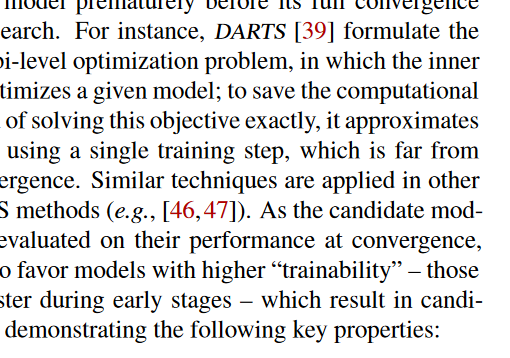 model prematurely before its full convergence
earch. For instance, DARTS [39] formulate the
bi-level optimization problem, in which the inner
timizes a given model; to save the computational
of solving this objective exactly, it approximates
using a single training step, which is far from
ergence. Similar techniques are applied in other
S methods (e.g., [46,47]). As the candidate mod-
evaluated on their performance at convergence,
o favor models with higher “trainability” – those
ster during early stages – which result in candi-
demonstrating the following key properties: